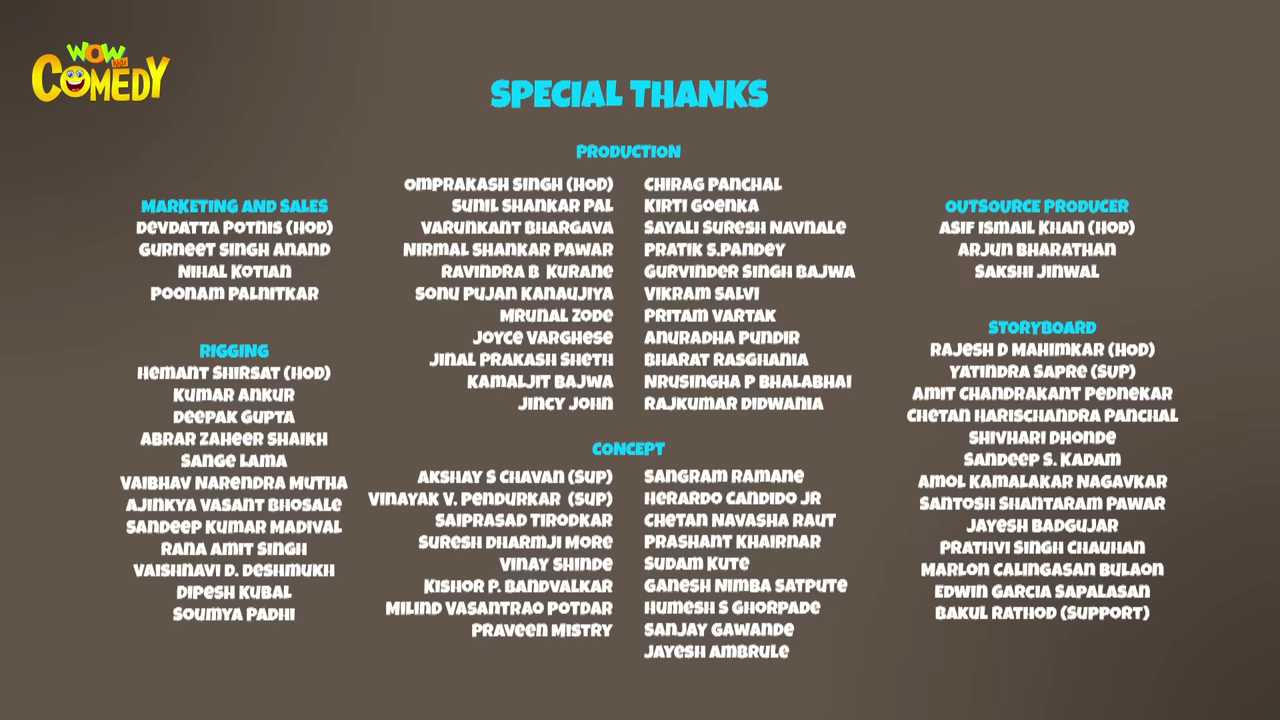 WOW
COMEDY
SPECIAL THANKS
MARKETING AND SALES
DEVDATTA POTNIS (HOD)
GURNEET SINGH ANAND
NIHAL KOTIAN
POONAM PALNITKAR
RIGGING
HEMANT SHIRSAT (HOD)
KUMAR ANKUR
DEEPAK GUPTA
ABRAR ZAHEER SHAIKH
SANGE LAMA
VAIBHAV NARENDRA MUTHA
AJINKYA VASANT BHOSALE
SANDEEP KUMAR MADIVAL
RANA AMIT SINGH
VAISHNAVI D. DESHMUKH
DIPESH KUBAL
SOUMYA PADHI
PRODUCTION
OMPRAKASH SINGH (HOD)
SUNIL SHANKAR PAL
VARUNKANT BHARGAVA
NIRMAL SHANKAR PAWAR
RAVINDRA B KURANE
SONU PUJAN KANAUJIYA
MRUNAL ZODE
JOYCE VARGHESE
JINAL PRAKASH SHETH
KAMALJIT BAJWA
JINCY JOHN
CHIRAG PANCHAL
KIRTI GOENKA
SAYALI SURESH NAVNALE
PRATIK S.PANDEY
GURVINDER SINGH BAJWA
VIKRAM SALVI
PRITAM VARTAK
ANURADHA PUNDIR
BHARAT RASGHANIA
NRUSINGHA P BHALABHAI
RAJKUMAR DIDWANIA
CONCEPT
AKSHAY S CHAVAN (SUP)
VINAYAK V. PENDURKAR (SUP)
SAIPRASAD TIRODKAR
SURESH DHARMJI MORE
VINAY SHINDE
KISHOR P. BANDVALKAR
MILIND VASANTRAO POTDAR
PRAVEEN MISTRY
SANGRAM RAMANE
HERARDO CANDIDO JR
CHETAN NAVASHA RAUT
PRASHANT KHAIRNAR
SUDAM KUTE
GANESH NIMBA SATPUTE
HUMESH S GHORPADE
SANJAY GAWANDE
JAYESH AMBRULE
OUTSOURCE PRODUCER
ASIF ISMAIL KHAN (HOD)
ARJUN BHARATHAN
SAKSHI JINWAL
STORYBOARD
RAJESH D MAHIMKAR (HOD)
YATINDRA SAPRE (SUP)
AMIT CHANDRAKANT PEDNEKAR
CHETAN HARISCHANDRA PANCHAL
SHIVHARI DHONDE
SANDEEP S. KADAM
AMOL KAMALAKAR NAGAVKAR
SANTOSH SHANTARAM PAWAR
JAYESH BADGUJAR
PRATHVI SINGH CHAUHAN
MARLON CALINGASAN BULAON
EDWIN GARCIA SAPALASAN
BAKUL RATHOD (SUPPORT)